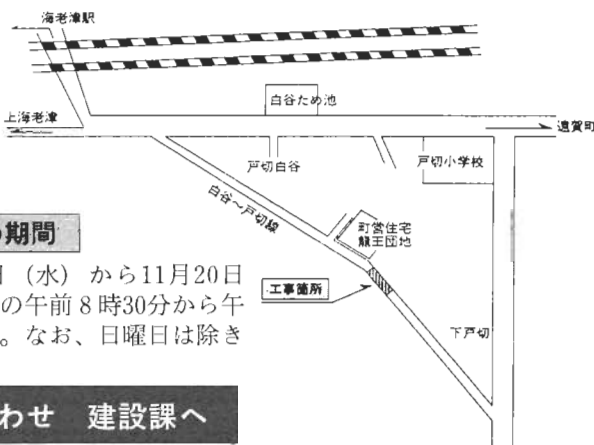 海老津駅
白谷ため池
上海老津
遠賀町
戸切白谷
戸切小学校
白谷〜戸切線
町営住宅
龍王団地
期間
（水）から11月20日
の午前８時30分から午
。なお、日曜日は除き
工事箇所
下戸切
わせ　建設課へ